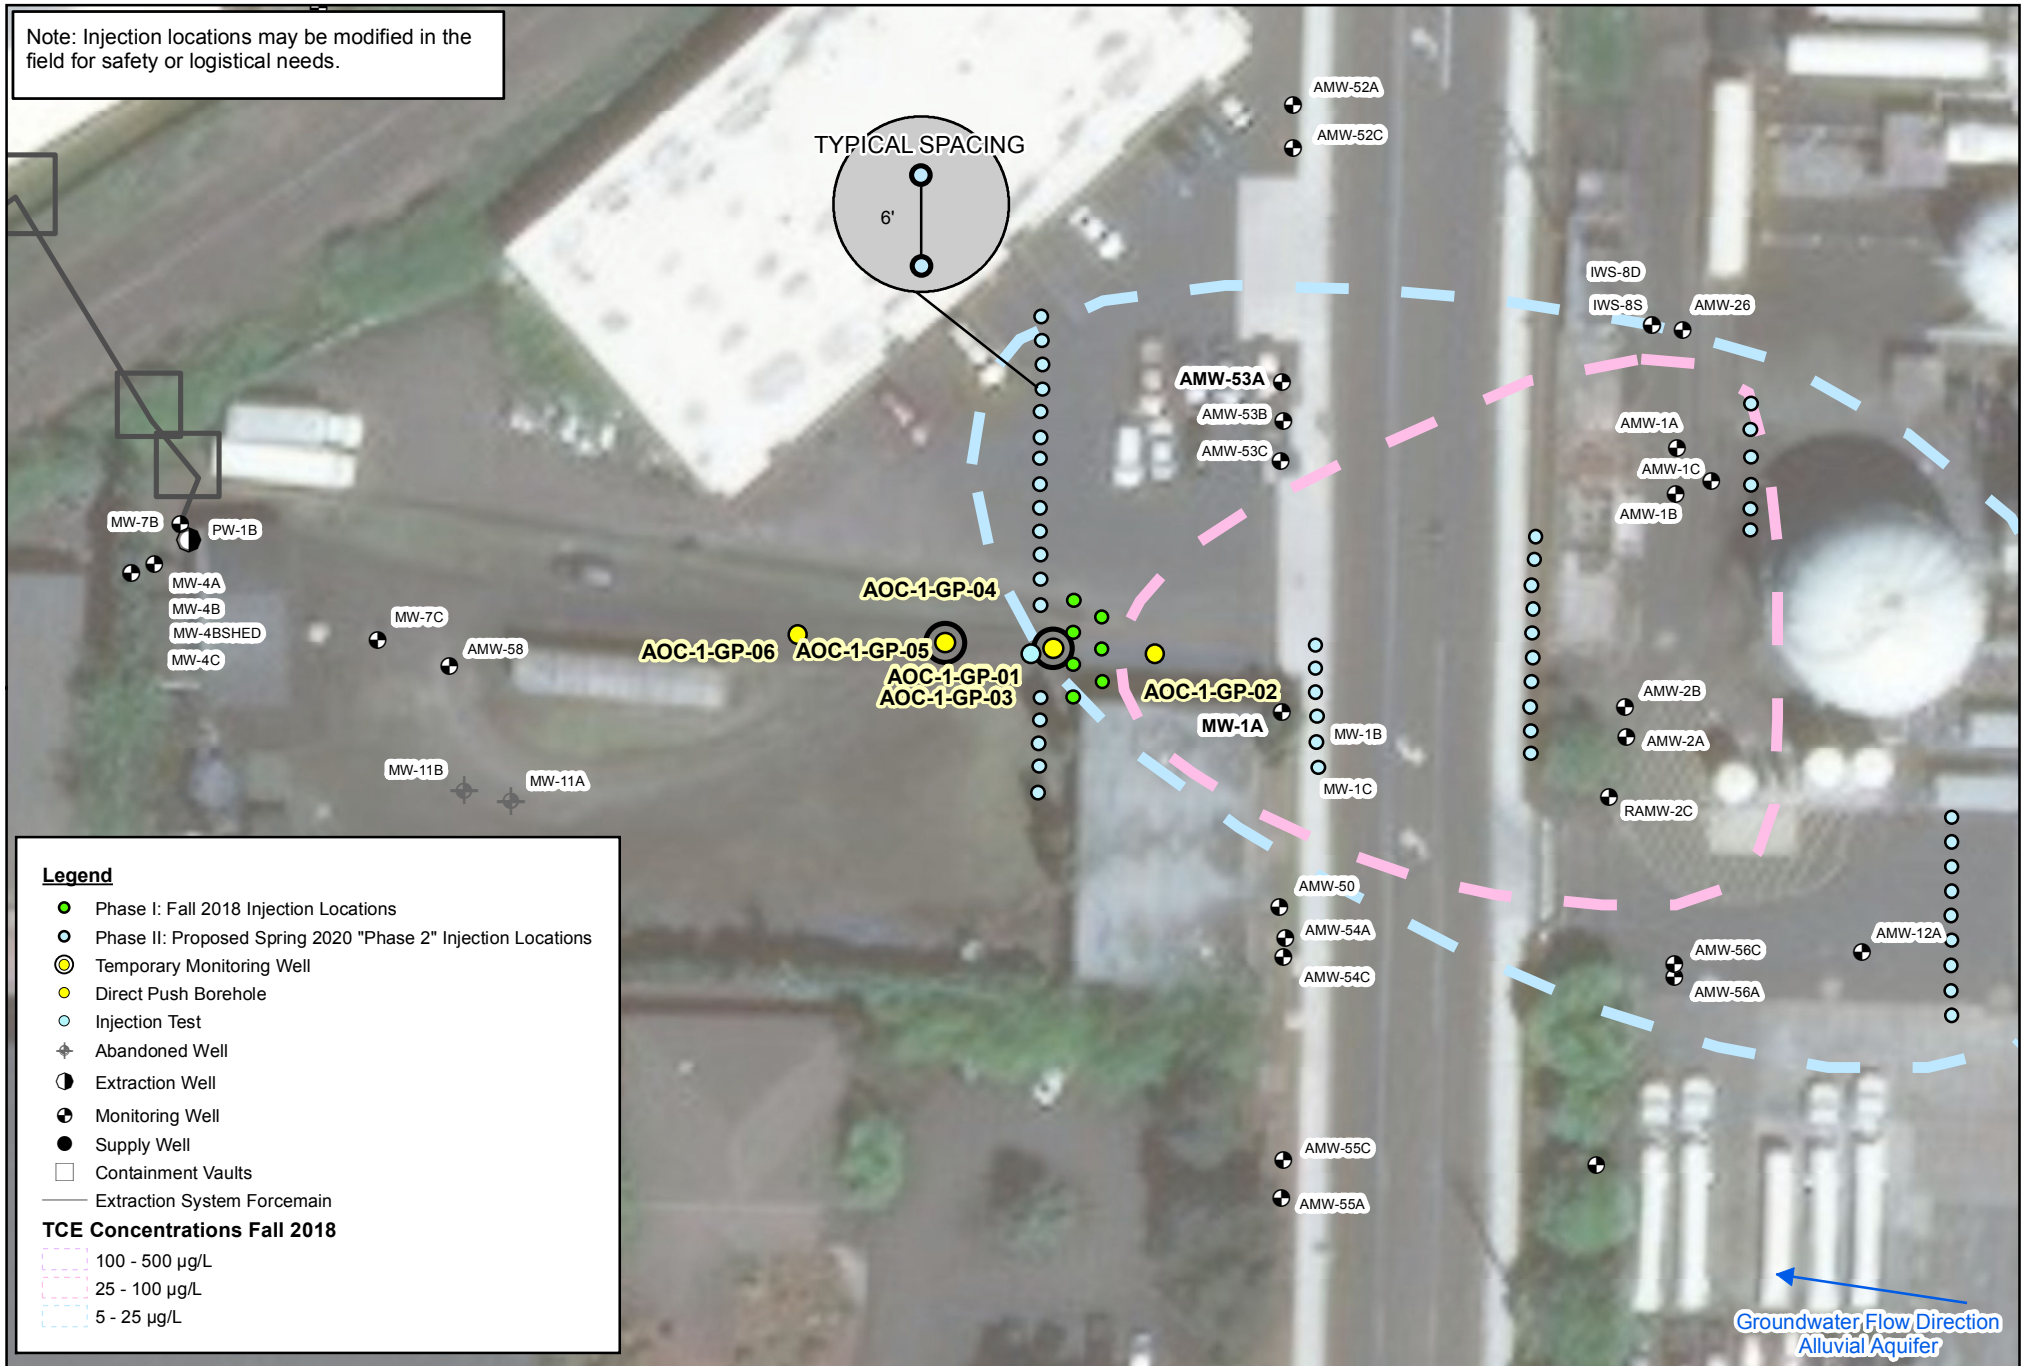 Note: Injection locations may be modified in the
field for safety or logistical needs.
AMW-52A
AMW-52C
TYPICAL SPACING
6'
IWS-8D
IWS-8S
AMW-26
AMW-53A
AMW-53B
AMW-53C
AMW-1A
AMW-1C
AMW-1B
MW-7B
PW-1B
MW-4A
MW-4B
MW-4BSHED
MW-4C
MW-7C
AMW-58
AOC-1-GP-04
AOC-1-GP-06
AOC-1-GP-05
AOC-1-GP-01
AOC-1-GP-03
AOC-1-GP-02
MW-1A
MW-1B
MW-1C
AMW-2B
AMW-2A
RAMW-2C
MW-11B
MW-11A
AMW-50
AMW-54A
AMW-54C
AMW-12A
AMW-56C
AMW-56A
AMW-55C
AMW-55A
Legend
Phase I: Fall 2018 Injection Locations
Phase II: Proposed Spring 2020 "Phase 2" Injection Locations
Temporary Monitoring Well
Direct Push Borehole
Injection Test
Abandoned Well
Extraction Well
Monitoring Well
Supply Well
Containment Vaults
Extraction System Forcemain
TCE Concentrations Fall 2018
100 - 500 µg/L
25 - 100 µg/L
5 - 25 µg/L
Groundwater Flow Direction
Alluvial Aquifer